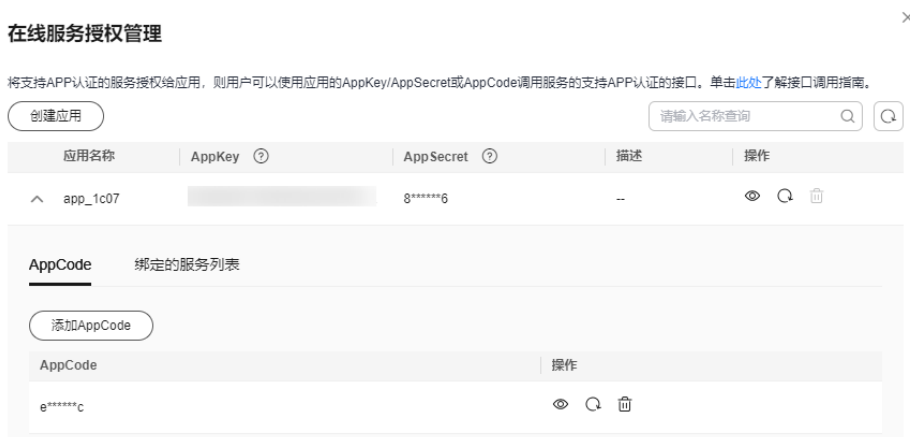 在线服务授权管理
将支持APP认证的服务授权给应用，则用户可以使用应用的AppKey/AppSecret或AppCode调用服务的支持APP认证的接口。单击此处了解接口调用指南。
创建应用 请输入名称查询
应用名称 AppKey AppSecret 描述 操作
app_1c07 8******6 --
AppCode 绑定的服务列表
添加AppCode
AppCode 操作
e******c